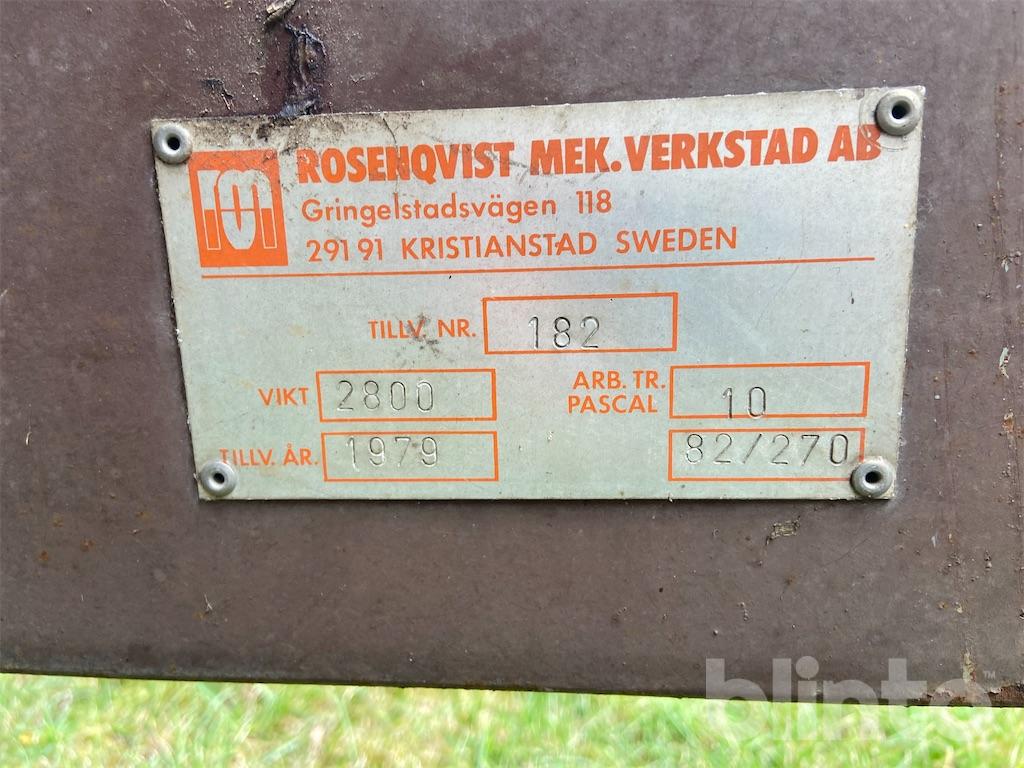 ROSENQVIST MEK. VERKSTAD AB
Gringelstadsvägen 118
291 91 KRISTIANSTAD SWEDEN
TILLV. NR. 182
VIKT 2800
ARB. TR. PASCAL 10
TILLV. ÅR. 1979
82/270
blinto™